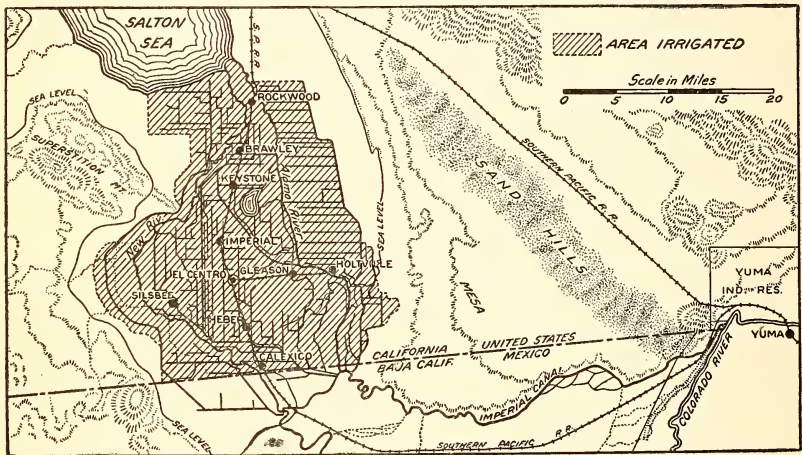 SALTON
SEA
S.P.R.R.
AREA IRRIGATED
Scale in Miles
0 5 10 15 20
SEA LEVEL
ROCKWOOD
SUPERSTITION MT.
BRAWLEY
SOUTHERN PACIFIC R.R.
KEYSTONE
Alamo River
SAND HILLS
SEA LEVEL
New Riv.
IMPERIAL
HOLTVILLE
EL CENTRO
GLEASON
MESA
YUMA
IND. RES.
SILSBEE
HEBER
YUMA
CALEXICO
CALIFORNIA
BAJA CALIF.
UNITED STATES
MEXICO
IMPERIAL CANAL
COLORADO RIVER
SEA LEVEL
SOUTHERN PACIFIC R.R.